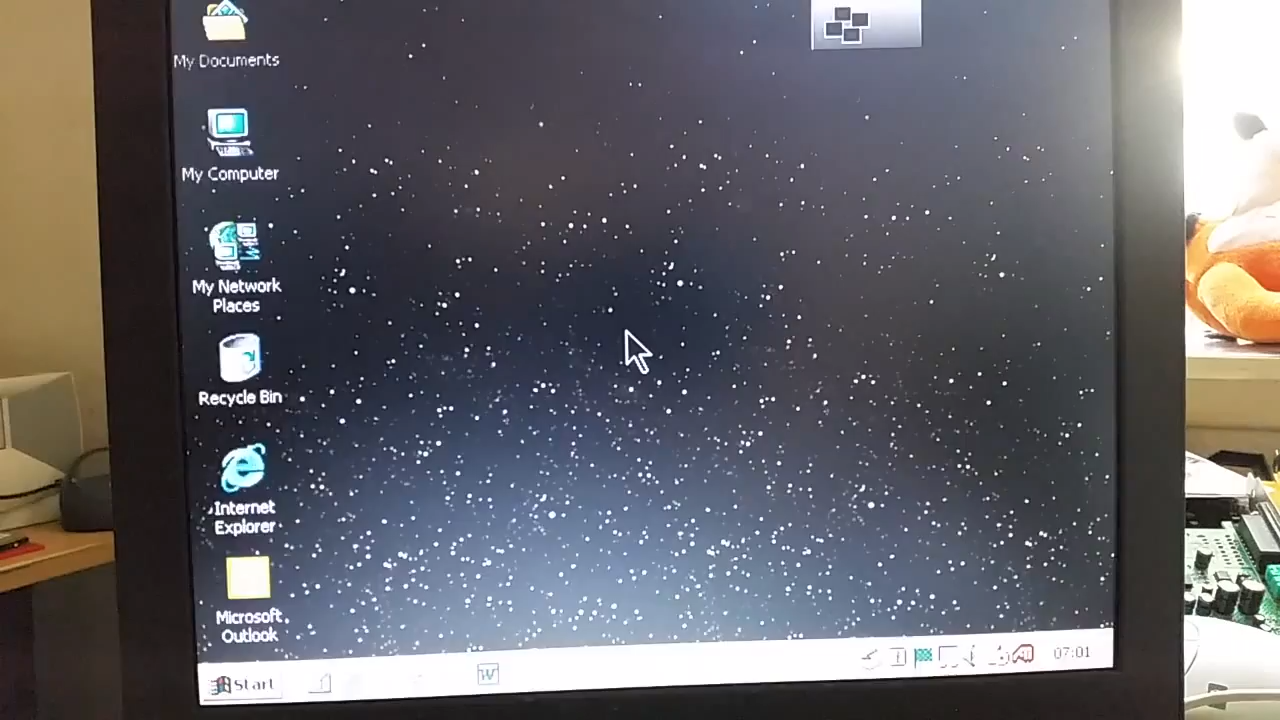 My Documents
My Computer
My Network
Places
Recycle Bin
Internet
Explorer
Microsoft
Outlook
Start
W
07:01